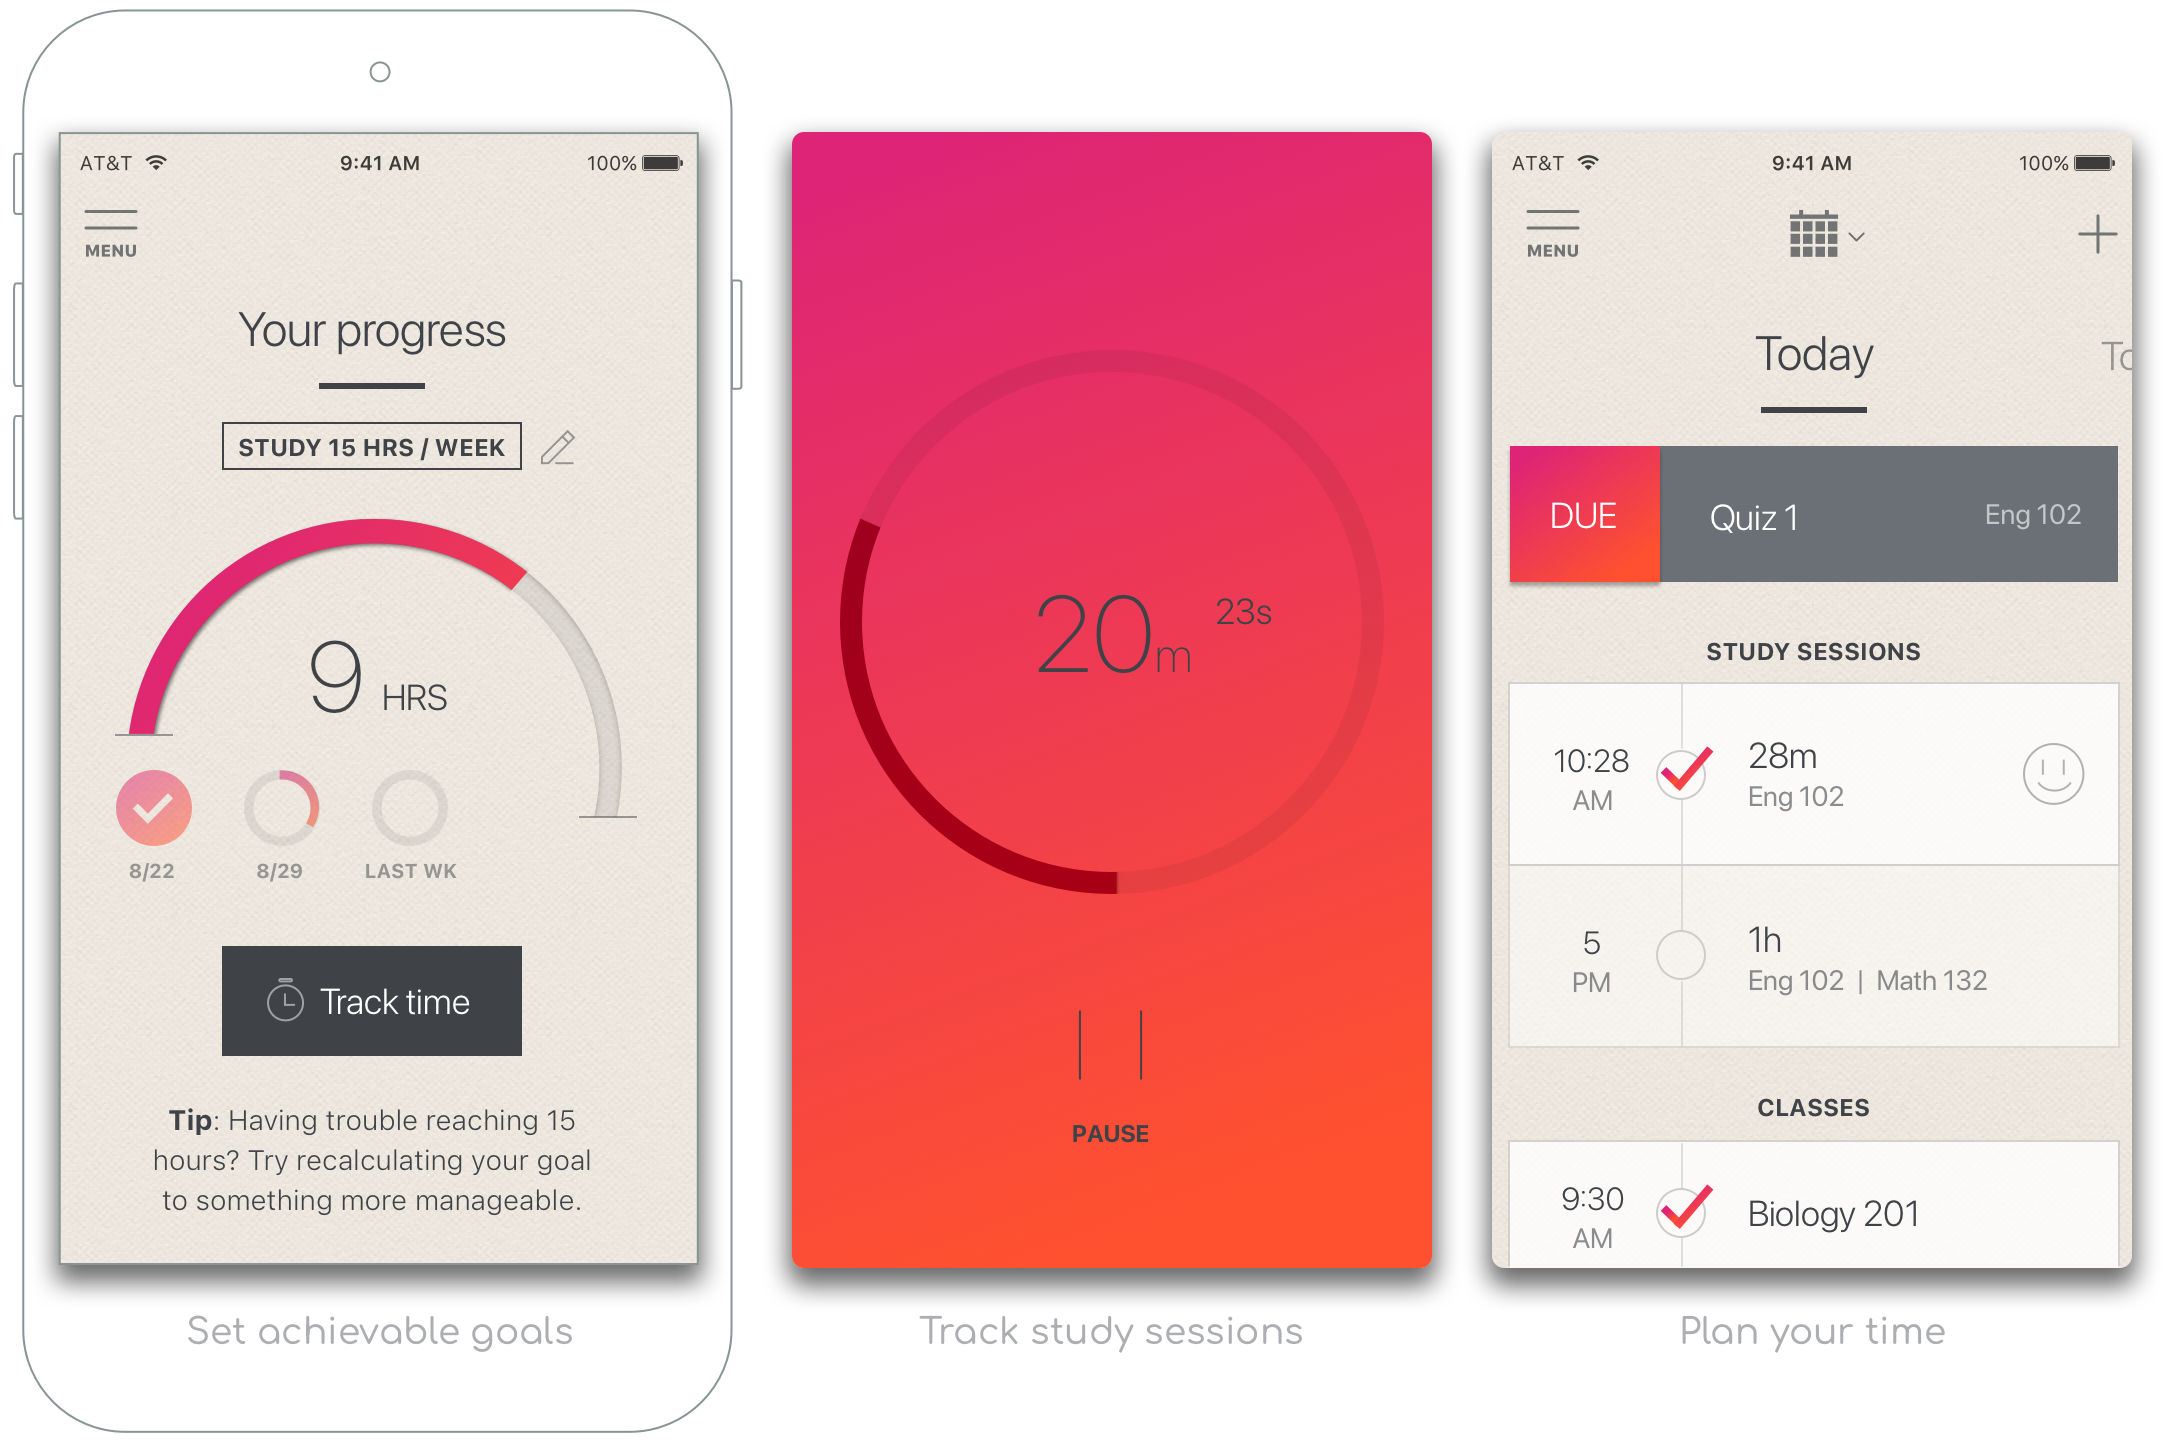 AT&T 9:41 AM 100%
MENU
Your progress
STUDY 15 HRS / WEEK
9 HRS
8/22 8/29 LAST WK
Track time
Tip: Having trouble reaching 15
hours? Try recalculating your goal
to something more manageable.
Set achievable goals
20m 23s
PAUSE
Track study sessions
AT&T 9:41 AM 100%
MENU
Today To
DUE Quiz 1 Eng 102
STUDY SESSIONS
10:28 28m
AM Eng 102
5 1h
PM Eng 102 | Math 132
CLASSES
9:30
AM Biology 201
Plan your time